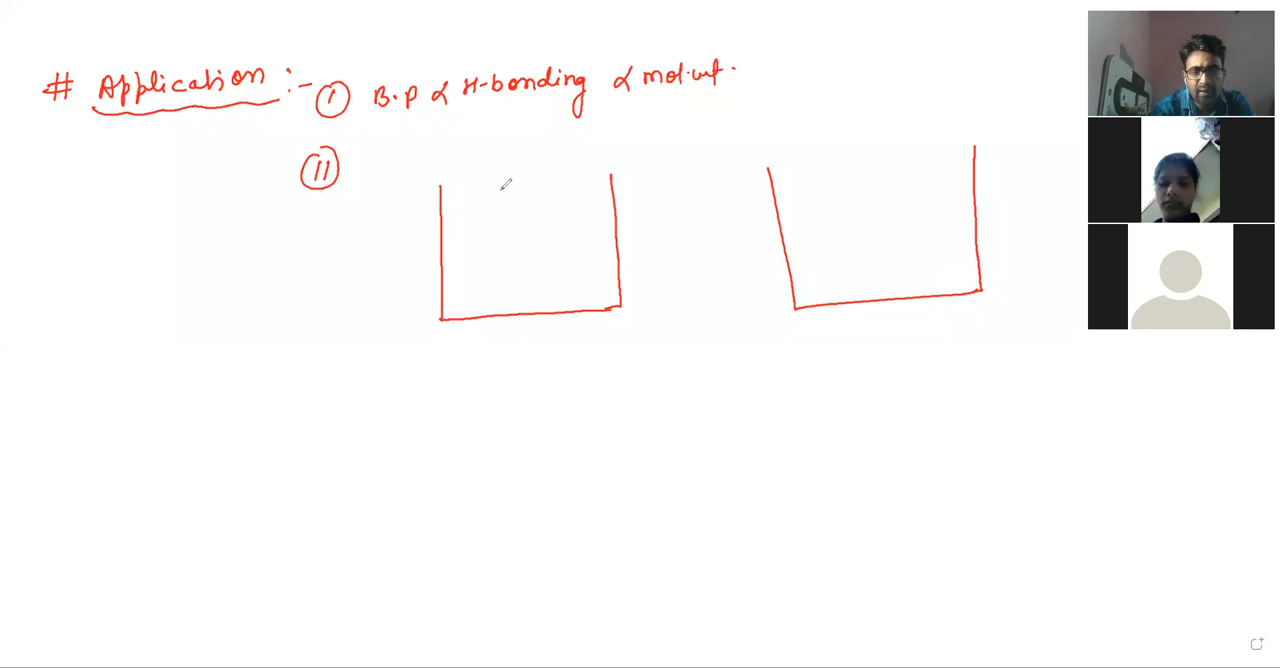 # Application :- (I) B.P ∝ H-bonding ∝ mol.wt.
(II)